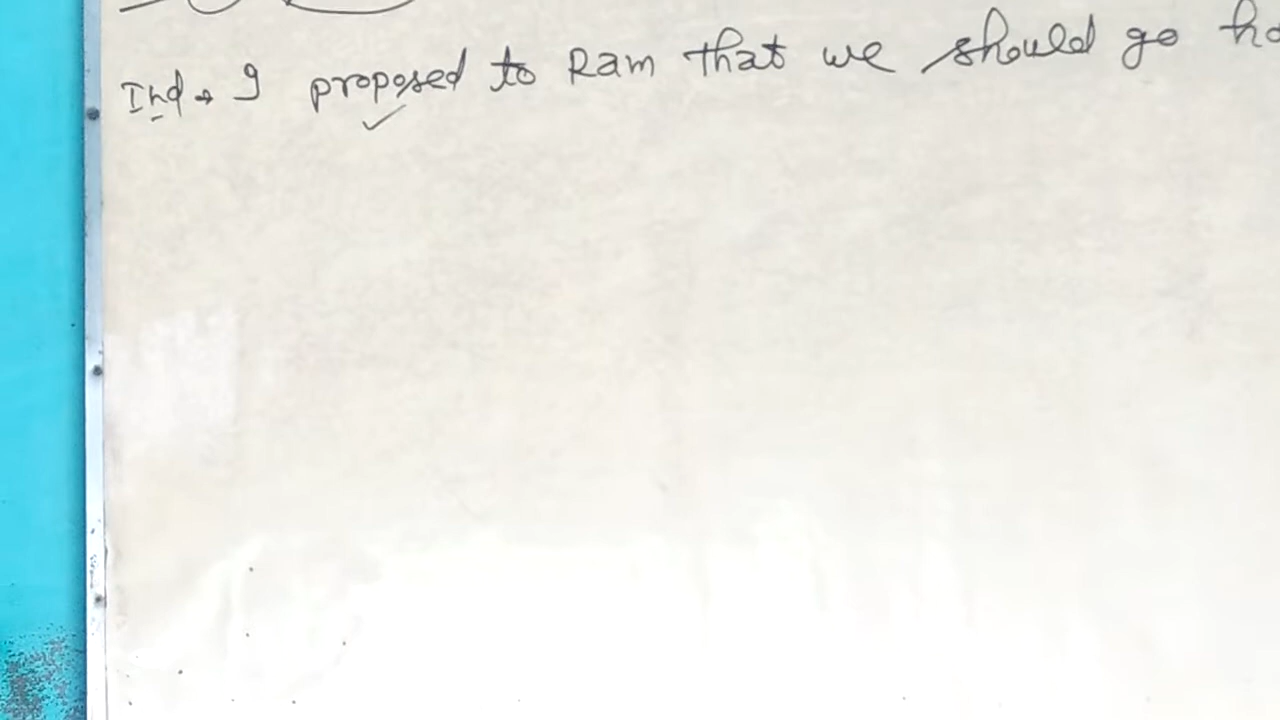 Ind → I proposed to Ram that we should go